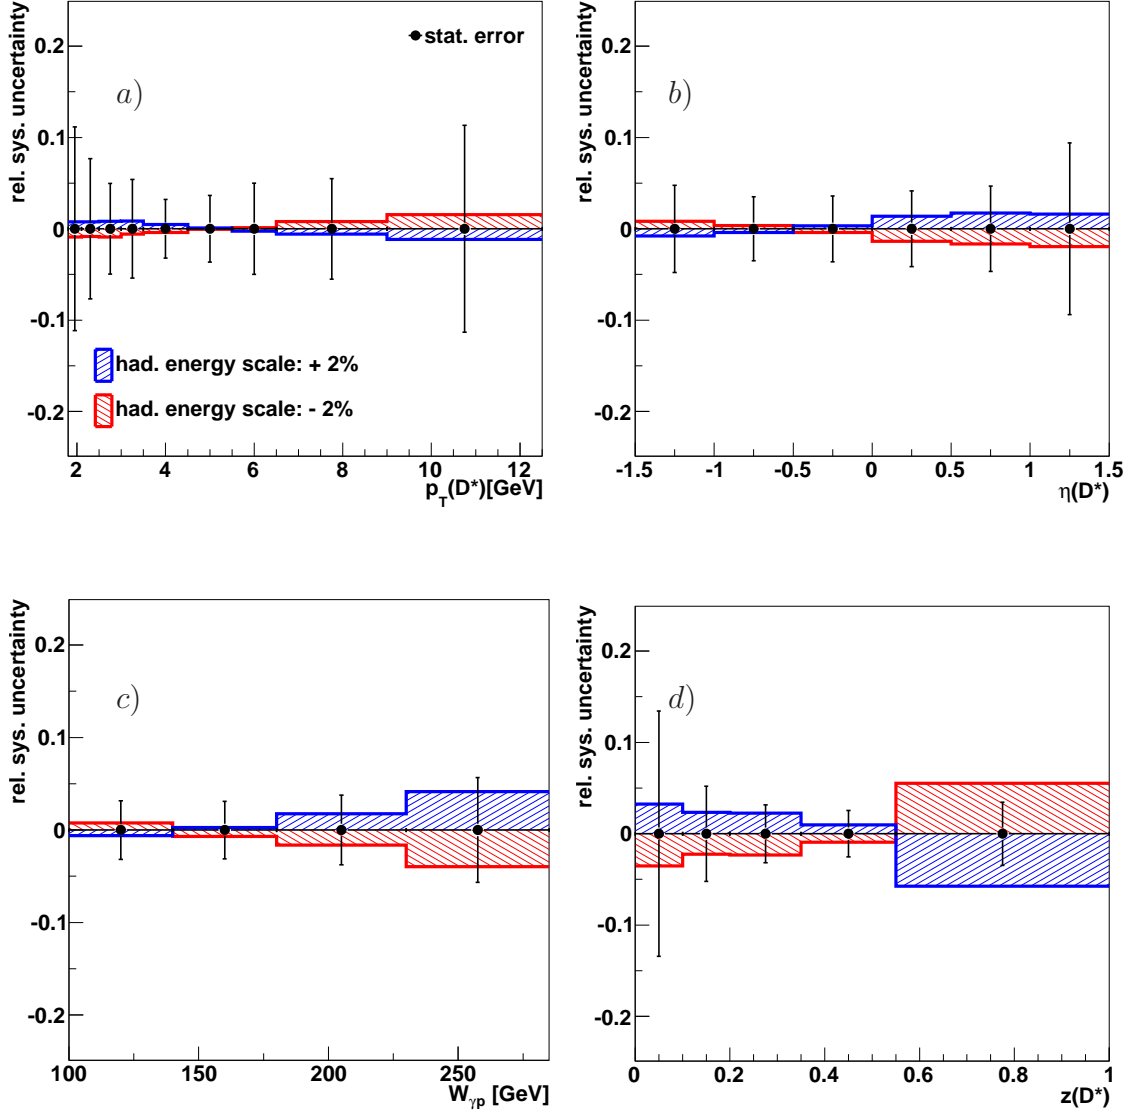 rel. sys. uncertainty
0.2
0.1
0
-0.1
-0.2
a)
stat. error
had. energy scale: + 2%
had. energy scale: - 2%
2 4 6 8 10 12
p_T(D*)[GeV]
rel. sys. uncertainty
0.2
0.1
0
-0.1
-0.2
b)
-1.5 -1 -0.5 0 0.5 1 1.5
η(D*)
rel. sys. uncertainty
0.2
0.1
0
-0.1
-0.2
c)
100 150 200 250
W_γp [GeV]
rel. sys. uncertainty
0.2
0.1
0
-0.1
-0.2
d)
0 0.2 0.4 0.6 0.8 1
z(D*)